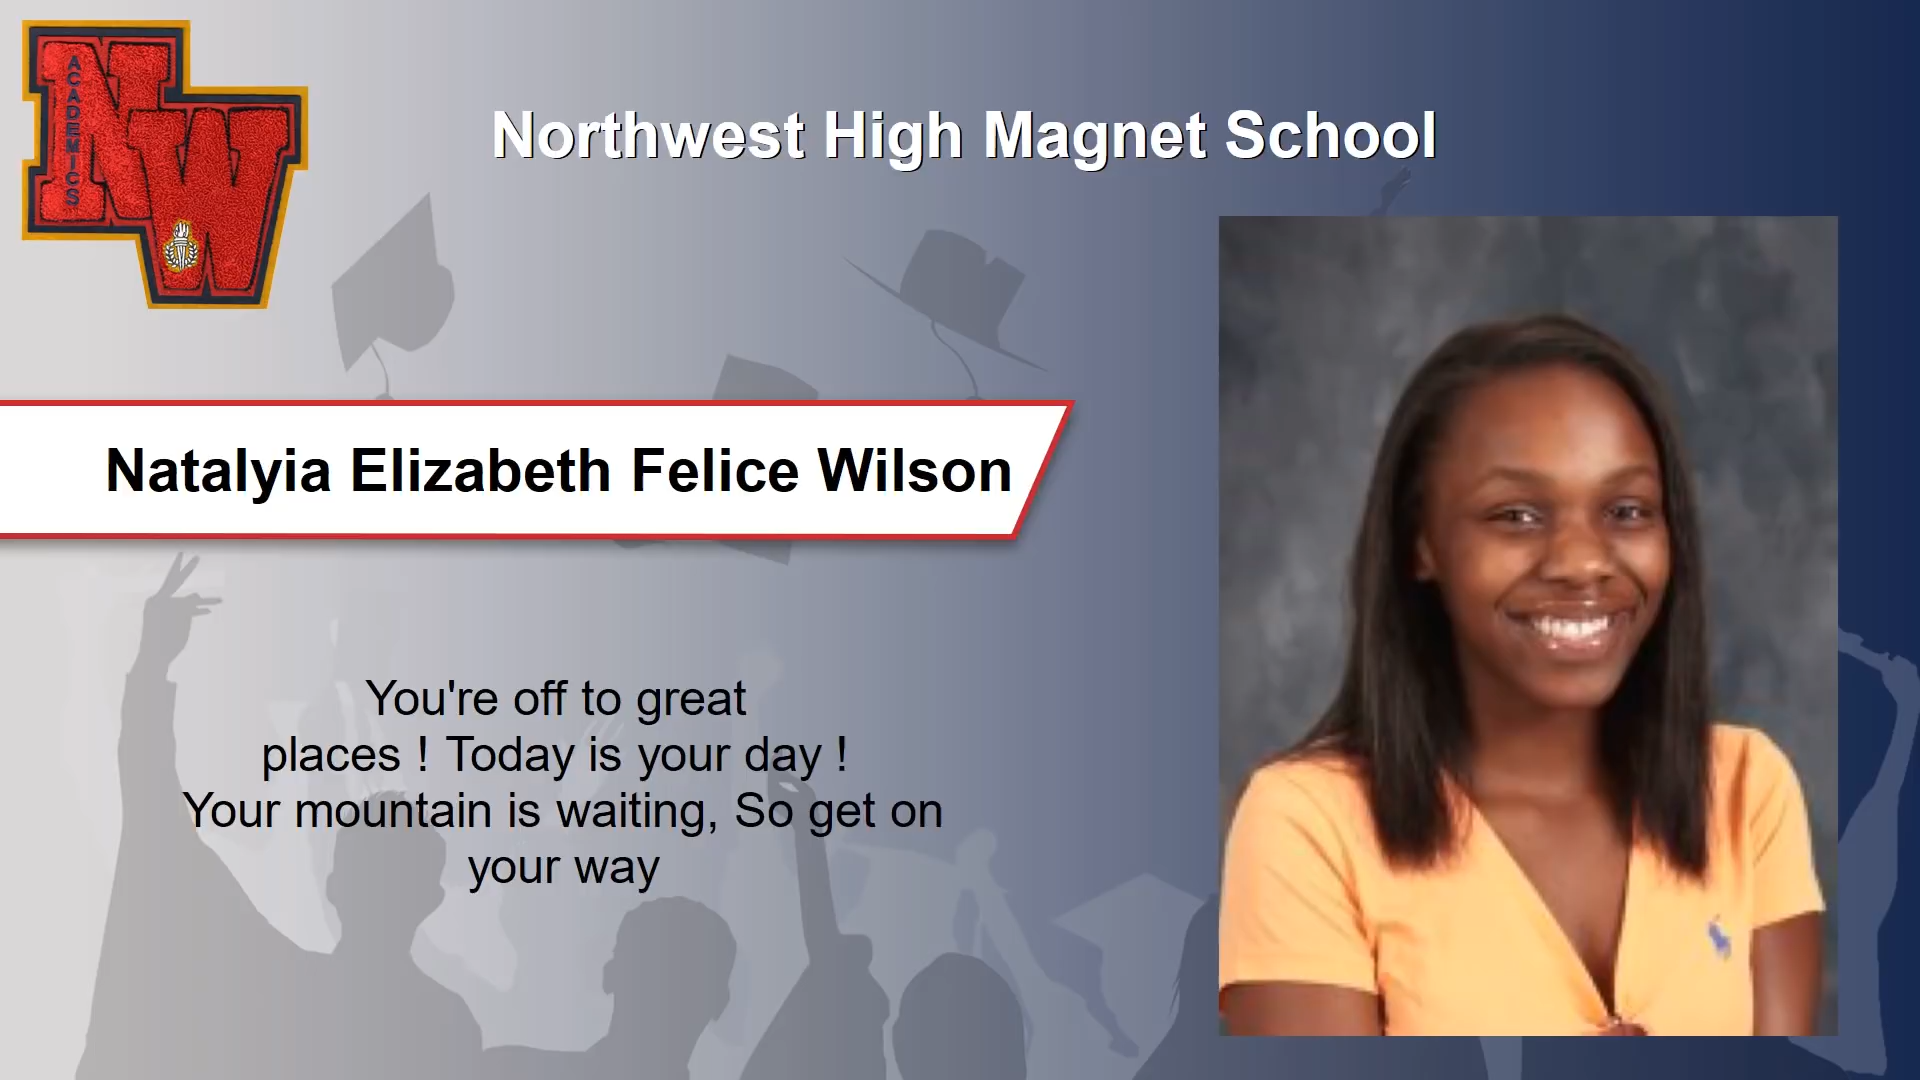 ACADEMICS
NW
Northwest High Magnet School
Natalyia Elizabeth Felice Wilson
You're off to great
places ! Today is your day !
Your mountain is waiting, So get on
your way